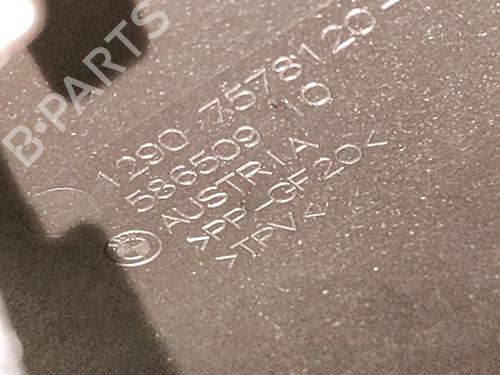 1290 7578120-
586509 10
AUSTRIA
>PP-GF20<
>TPV<
B-PARTS